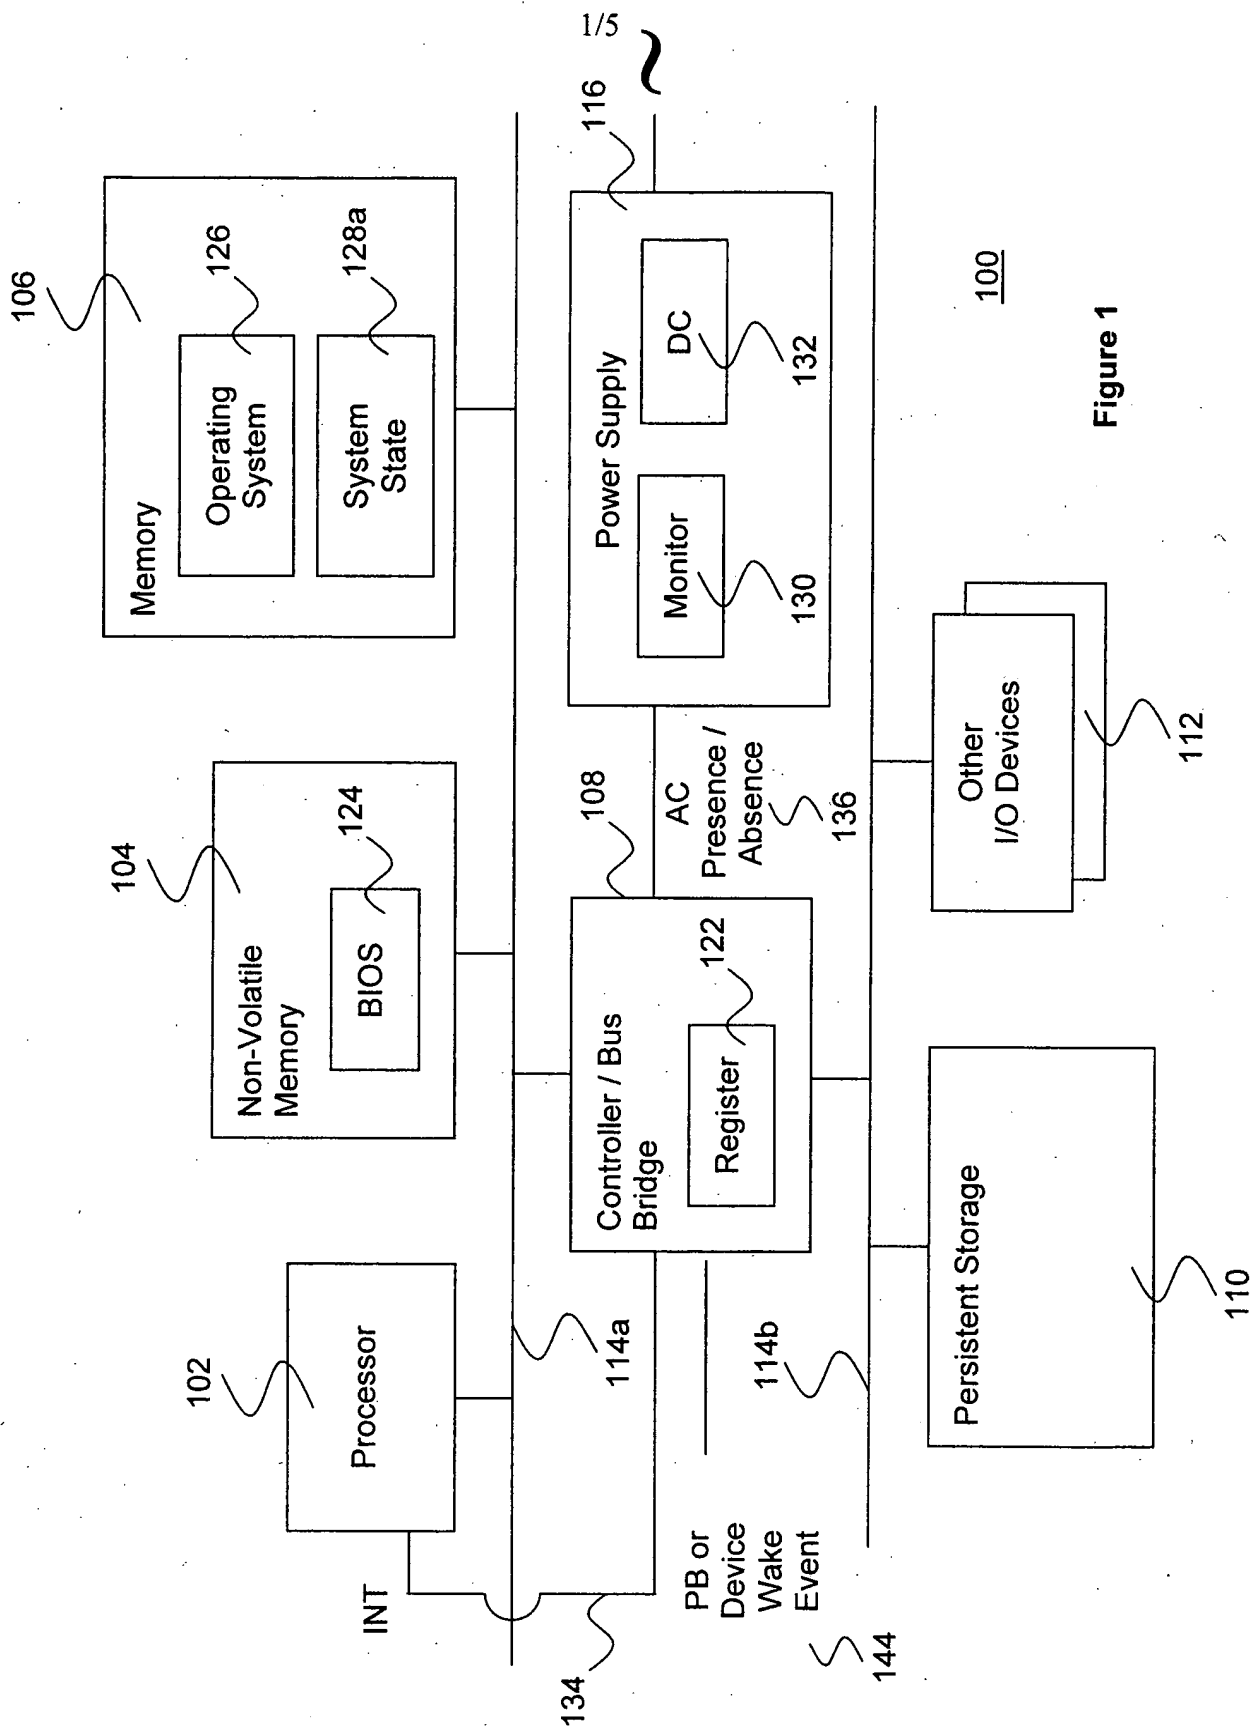 1/5
106
Memory
126
Operating
System
128a
System
State
104
Non-Volatile
Memory
124
BIOS
102
Processor
INT
134
114a
108
Controller / Bus
Bridge
122
Register
AC
Presence /
Absence
136
116
Power Supply
Monitor
130
DC
132
PB or
Device
Wake
Event
144
114b
Persistent Storage
110
Other
I/O Devices
112
100
Figure 1